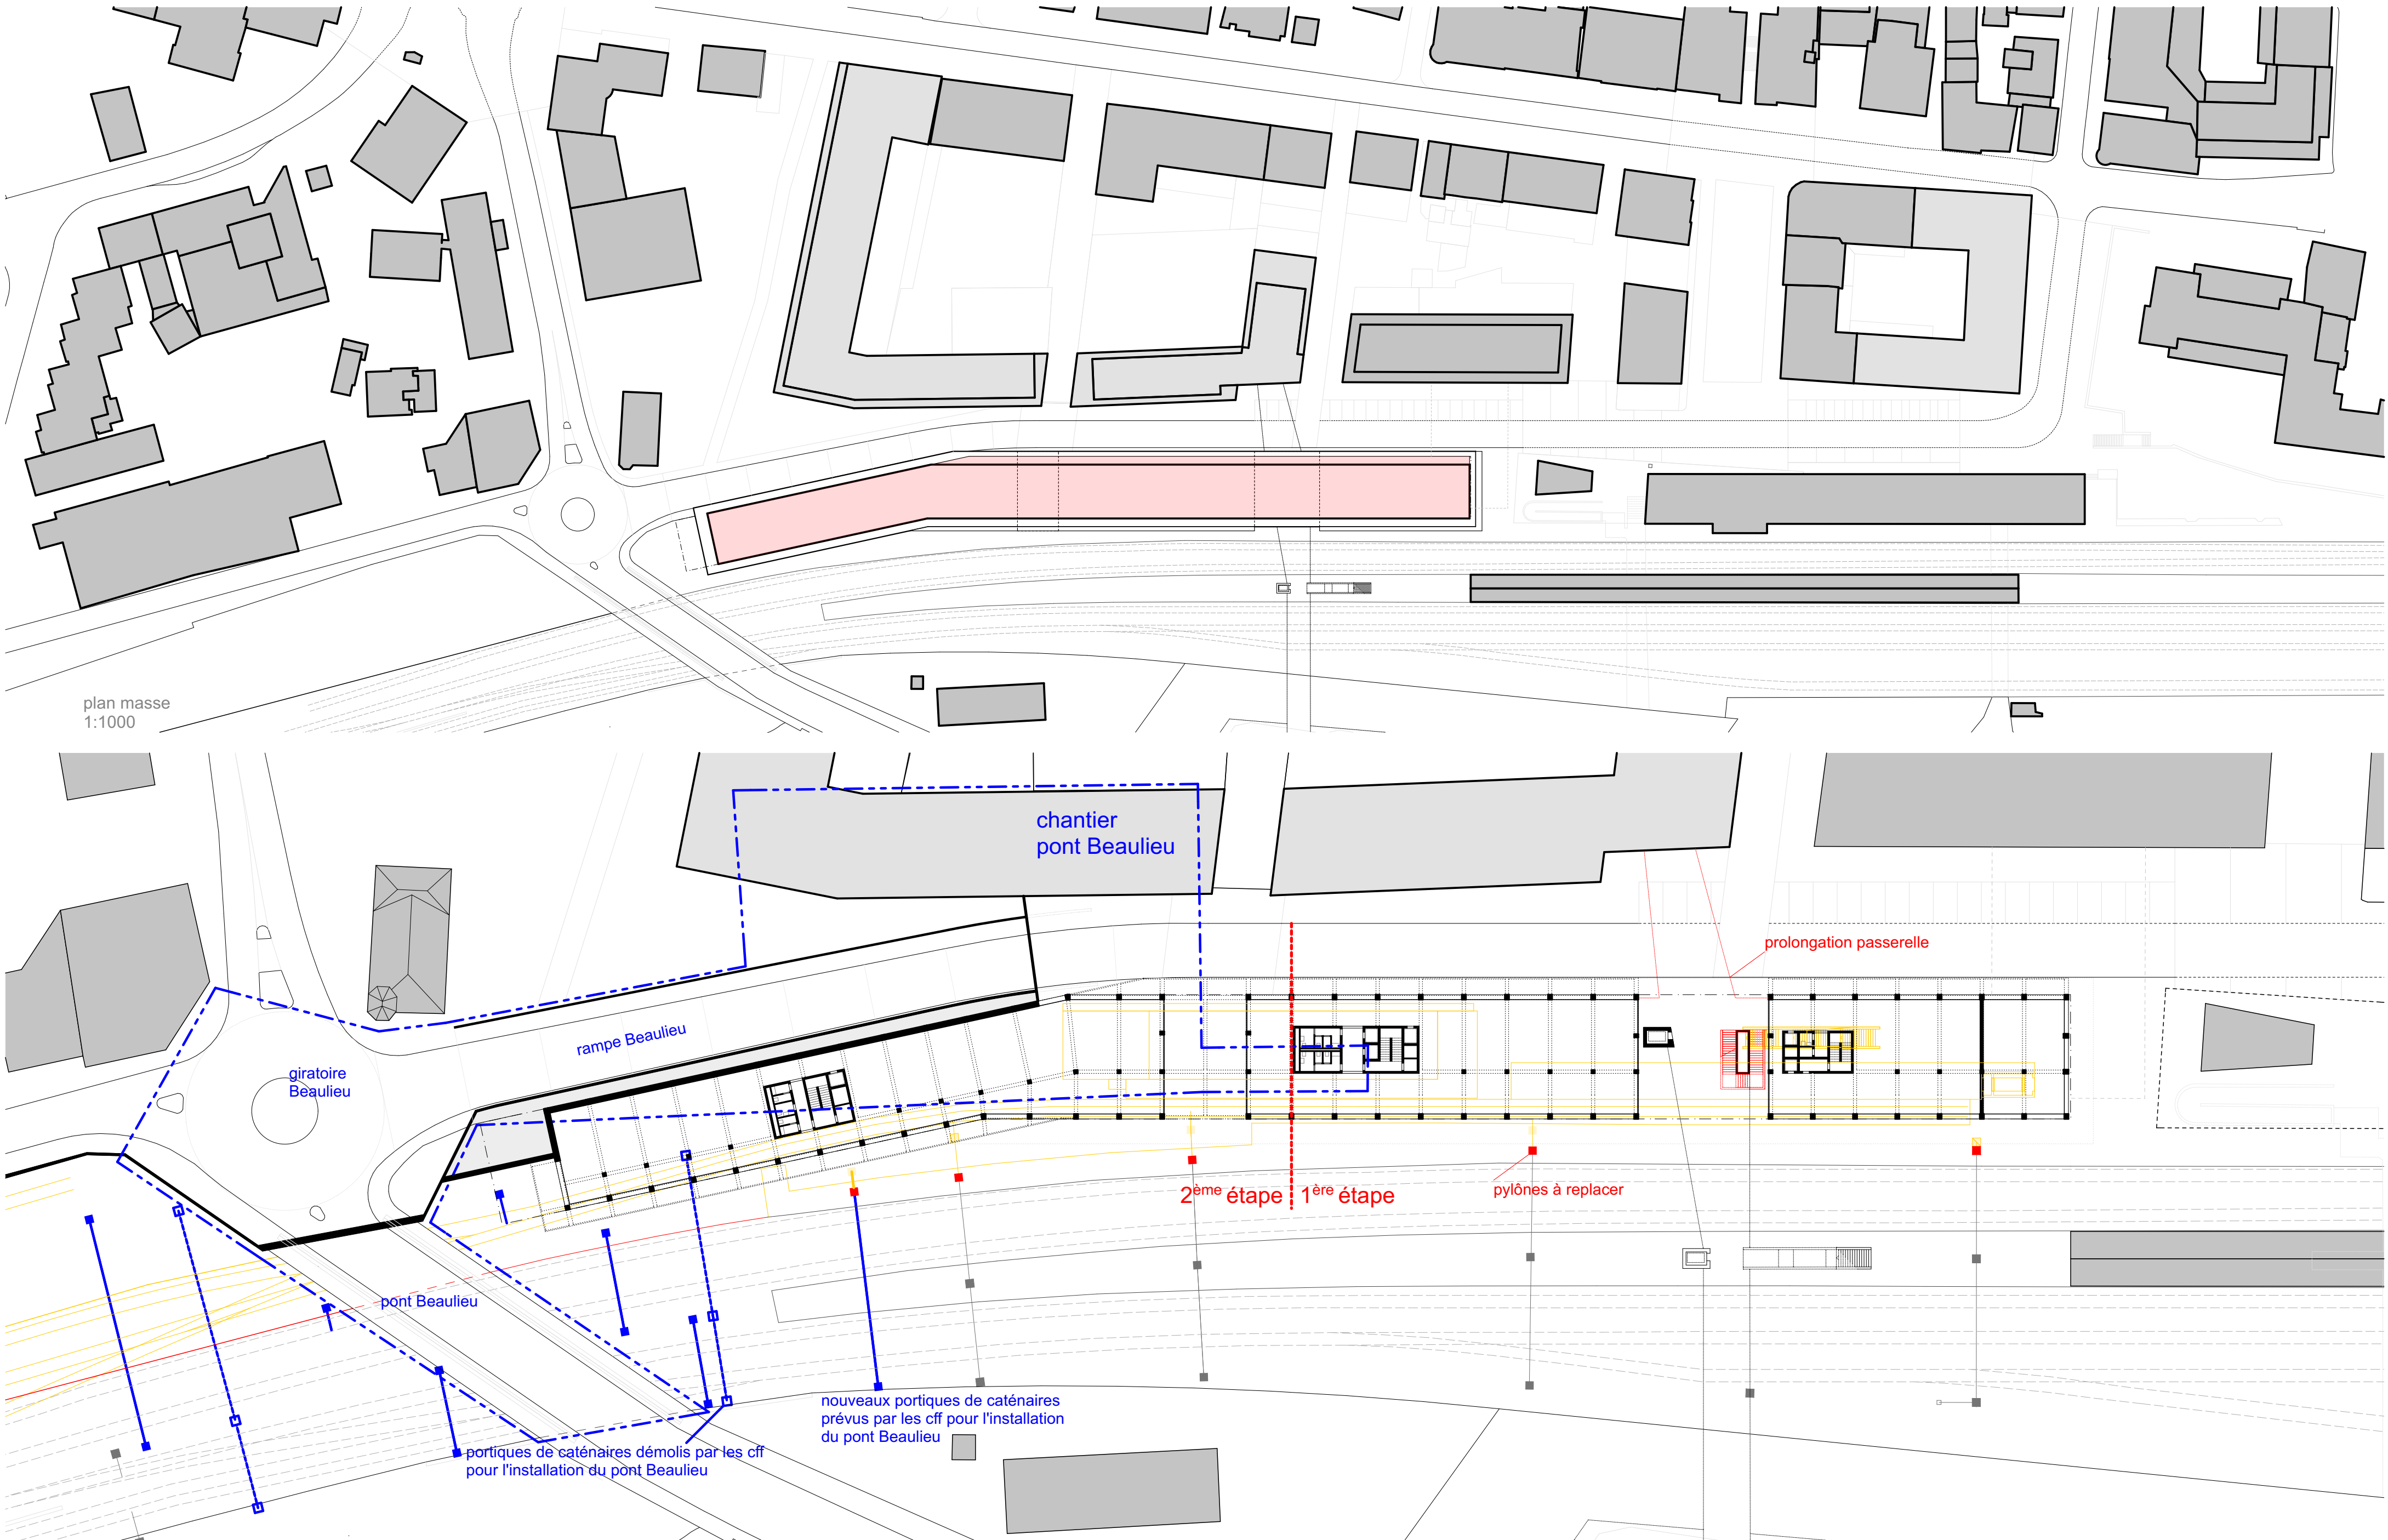 plan masse
1:1000
chantier
pont Beaulieu
prolongation passerelle
rampe Beaulieu
giratoire
Beaulieu
2ème étape
1ère étape
pylônes à replacer
pont Beaulieu
nouveaux portiques de caténaires
prévus par les cff pour l'installation
du pont Beaulieu
portiques de caténaires démolis par les cff
pour l'installation du pont Beaulieu